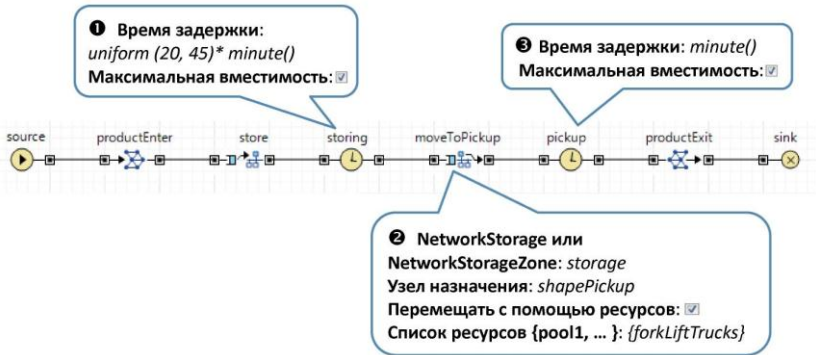 ❶ Время задержки:
uniform (20, 45)* minute()
Максимальная вместимость:
❸ Время задержки: minute()
Максимальная вместимость:
source productEnter store storing moveToPickup pickup productExit sink
❷ NetworkStorage или
NetworkStorageZone: storage
Узел назначения: shapePickup
Перемещать с помощью ресурсов:
Список ресурсов {pool1, ... }: {forkLiftTrucks}